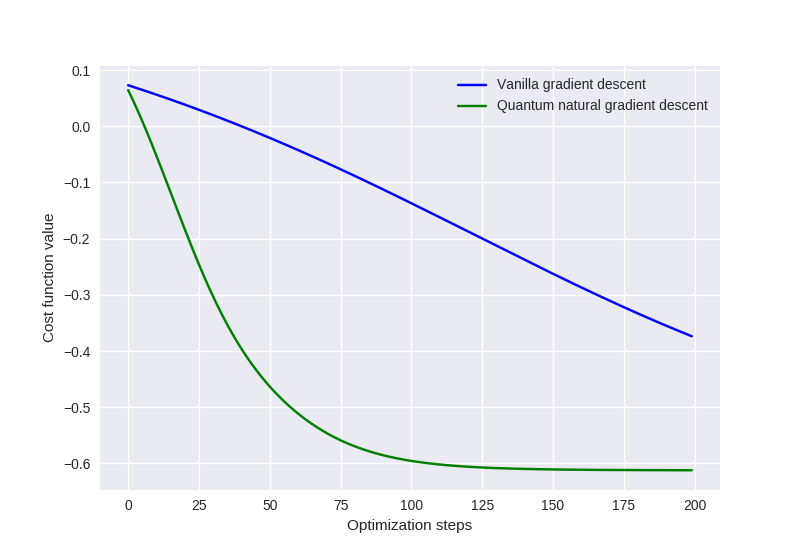 Vanilla gradient descent
Quantum natural gradient descent
0.1
0.0
−0.1
−0.2
−0.3
−0.4
−0.5
−0.6
Cost function value
0 25 50 75 100 125 150 175 200
Optimization steps